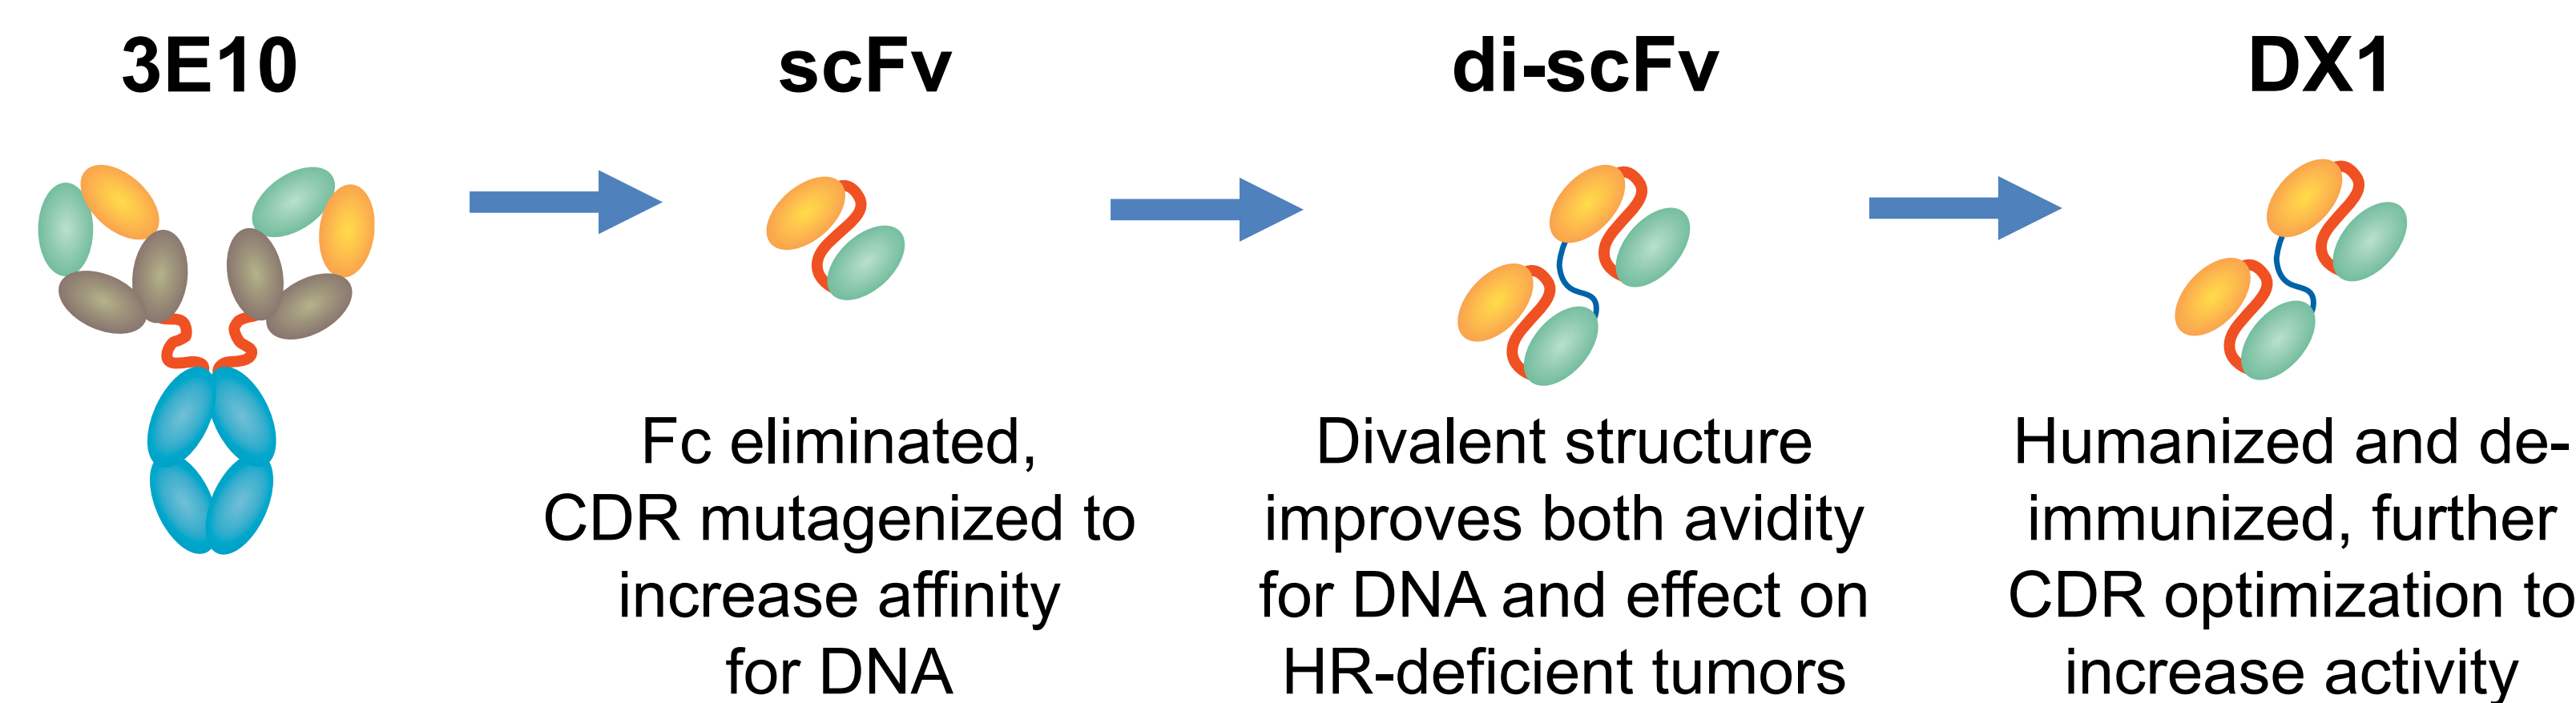 3E10
scFv
di-scFv
DX1
Fc eliminated,
CDR mutagenized to
increase affinity
for DNA
Divalent structure
improves both avidity
for DNA and effect on
HR-deficient tumors
Humanized and de-
immunized, further
CDR optimization to
increase activity